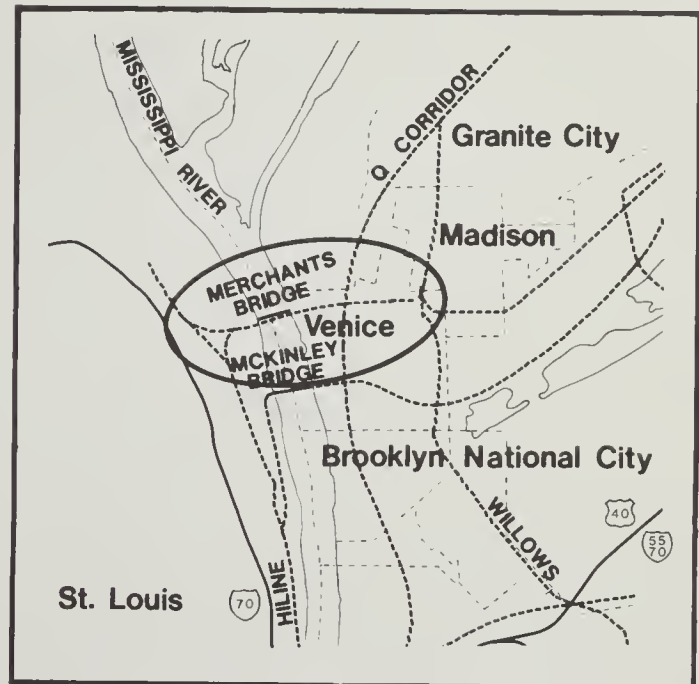 MISSISSIPPI RIVER
Q CORRIDOR
Granite City
Madison
MERCHANTS
BRIDGE
Venice
MCKINLEY
BRIDGE
Brooklyn National City
WILLOWS
40
55
70
St. Louis
70
HILINE